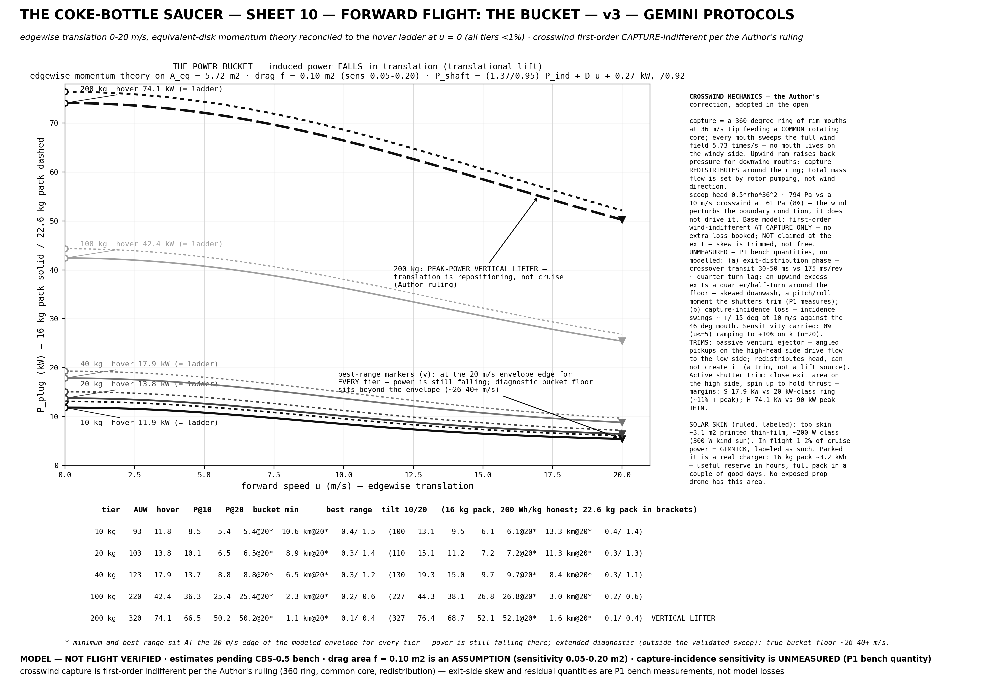 THE COKE-BOTTLE SAUCER — SHEET 10 — FORWARD FLIGHT: THE BUCKET — v3 — GEMINI PROTOCOLS
edgewise translation 0-20 m/s, equivalent-disk momentum theory reconciled to the hover ladder at u = 0 (all tiers <1%) · crosswind first-order CAPTURE-indifferent per the Author's ruling
THE POWER BUCKET — induced power FALLS in translation (translational lift)
edgewise momentum theory on A_eq = 5.72 m2 · drag f = 0.10 m2 (sens 0.05-0.20) · P_shaft = (1.37/0.95) P_ind + D u + 0.27 kW, /0.92
P_plug (kW) — 16 kg pack solid / 22.6 kg pack dashed
70
60
50
40
30
20
10
0
200 kg  hover 74.1 kW (= ladder)
100 kg  hover 42.4 kW (= ladder)
200 kg: PEAK-POWER VERTICAL LIFTER —
translation is repositioning, not cruise
(Author ruling)
40 kg  hover 17.9 kW (= ladder)
20 kg  hover 13.8 kW (= ladder)
best-range markers (v): at the 20 m/s envelope edge for
EVERY tier — power is still falling; diagnostic bucket floor
sits beyond the envelope (~26-40+ m/s)
10 kg  hover 11.9 kW (= ladder)
0.0 2.5 5.0 7.5 10.0 12.5 15.0 17.5 20.0
forward speed u (m/s) — edgewise translation
CROSSWIND MECHANICS — the Author's
correction, adopted in the open
capture = a 360-degree ring of rim mouths
at 36 m/s tip feeding a COMMON rotating
core; every mouth sweeps the full wind
field 5.73 times/s — no mouth lives on
the windy side. Upwind ram raises back-
pressure for downwind mouths: capture
REDISTRIBUTES around the ring; total mass
flow is set by rotor pumping, not wind
direction.
scoop head 0.5*rho*36^2 ~ 794 Pa vs a
10 m/s crosswind at 61 Pa (8%) — the wind
perturbs the boundary condition, it does
not drive it. Base model: first-order
wind-indifferent AT CAPTURE ONLY — no
extra loss booked; NOT claimed at the
exit — skew is trimmed, not free.
UNMEASURED — P1 bench quantities, not
modelled: (a) exit-distribution phase —
crossover transit 30-50 ms vs 175 ms/rev
~ quarter-turn lag: an upwind excess
exits a quarter/half-turn around the
floor — skewed downwash, a pitch/roll
moment the shutters trim (P1 measures);
(b) capture-incidence loss — incidence
swings ~ +/-15 deg at 10 m/s against the
46 deg mouth. Sensitivity carried: 0%
(u<=5) ramping to +10% on k (u=20).
TRIMS: passive venturi ejector — angled
pickups on the high-head side drive flow
to the low side; redistributes head, can-
not create it (a trim, not a lift source).
Active shutter trim: close exit area on
the high side, spin up to hold thrust —
margins: S 17.9 kW vs 20 kW-class ring
(~11% + peak); H 74.1 kW vs 90 kW peak —
THIN.
SOLAR SKIN (ruled, labeled): top skin
~3.1 m2 printed thin-film, ~200 W class
(300 W kind sun). In flight 1-2% of cruise
power = GIMMICK, labeled as such. Parked
it is a real charger: 16 kg pack ~3.2 kWh
— useful reserve in hours, full pack in a
couple of good days. No exposed-prop
drone has this area.
tier   AUW  hover   P@10   P@20  bucket min      best range  tilt 10/20   (16 kg pack, 200 Wh/kg honest; 22.6 kg pack in brackets)
10 kg    93   11.8    8.5    5.4   5.4@20*  10.6 km@20*   0.4/ 1.5   (100   13.1    9.5    6.1   6.1@20*  13.3 km@20*   0.4/ 1.4)
20 kg   103   13.8   10.1    6.5   6.5@20*   8.9 km@20*   0.3/ 1.4   (110   15.1   11.2    7.2   7.2@20*  11.3 km@20*   0.3/ 1.3)
40 kg   123   17.9   13.7    8.8   8.8@20*   6.5 km@20*   0.3/ 1.2   (130   19.3   15.0    9.7   9.7@20*   8.4 km@20*   0.3/ 1.1)
100 kg   220   42.4   36.3   25.4  25.4@20*   2.3 km@20*   0.2/ 0.6   (227   44.3   38.1   26.8  26.8@20*   3.0 km@20*   0.2/ 0.6)
200 kg   320   74.1   66.5   50.2  50.2@20*   1.1 km@20*   0.1/ 0.4   (327   76.4   68.7   52.1  52.1@20*   1.6 km@20*   0.1/ 0.4)  VERTICAL LIFTER
* minimum and best range sit AT the 20 m/s edge of the modeled envelope for every tier — power is still falling there; extended diagnostic (outside the validated sweep): true bucket floor ~26-40+ m/s.
MODEL — NOT FLIGHT VERIFIED · estimates pending CBS-0.5 bench · drag area f = 0.10 m2 is an ASSUMPTION (sensitivity 0.05-0.20 m2) · capture-incidence sensitivity is UNMEASURED (P1 bench quantity)
crosswind capture is first-order indifferent per the Author's ruling (360 ring, common core, redistribution) — exit-side skew and residual quantities are P1 bench measurements, not model losses